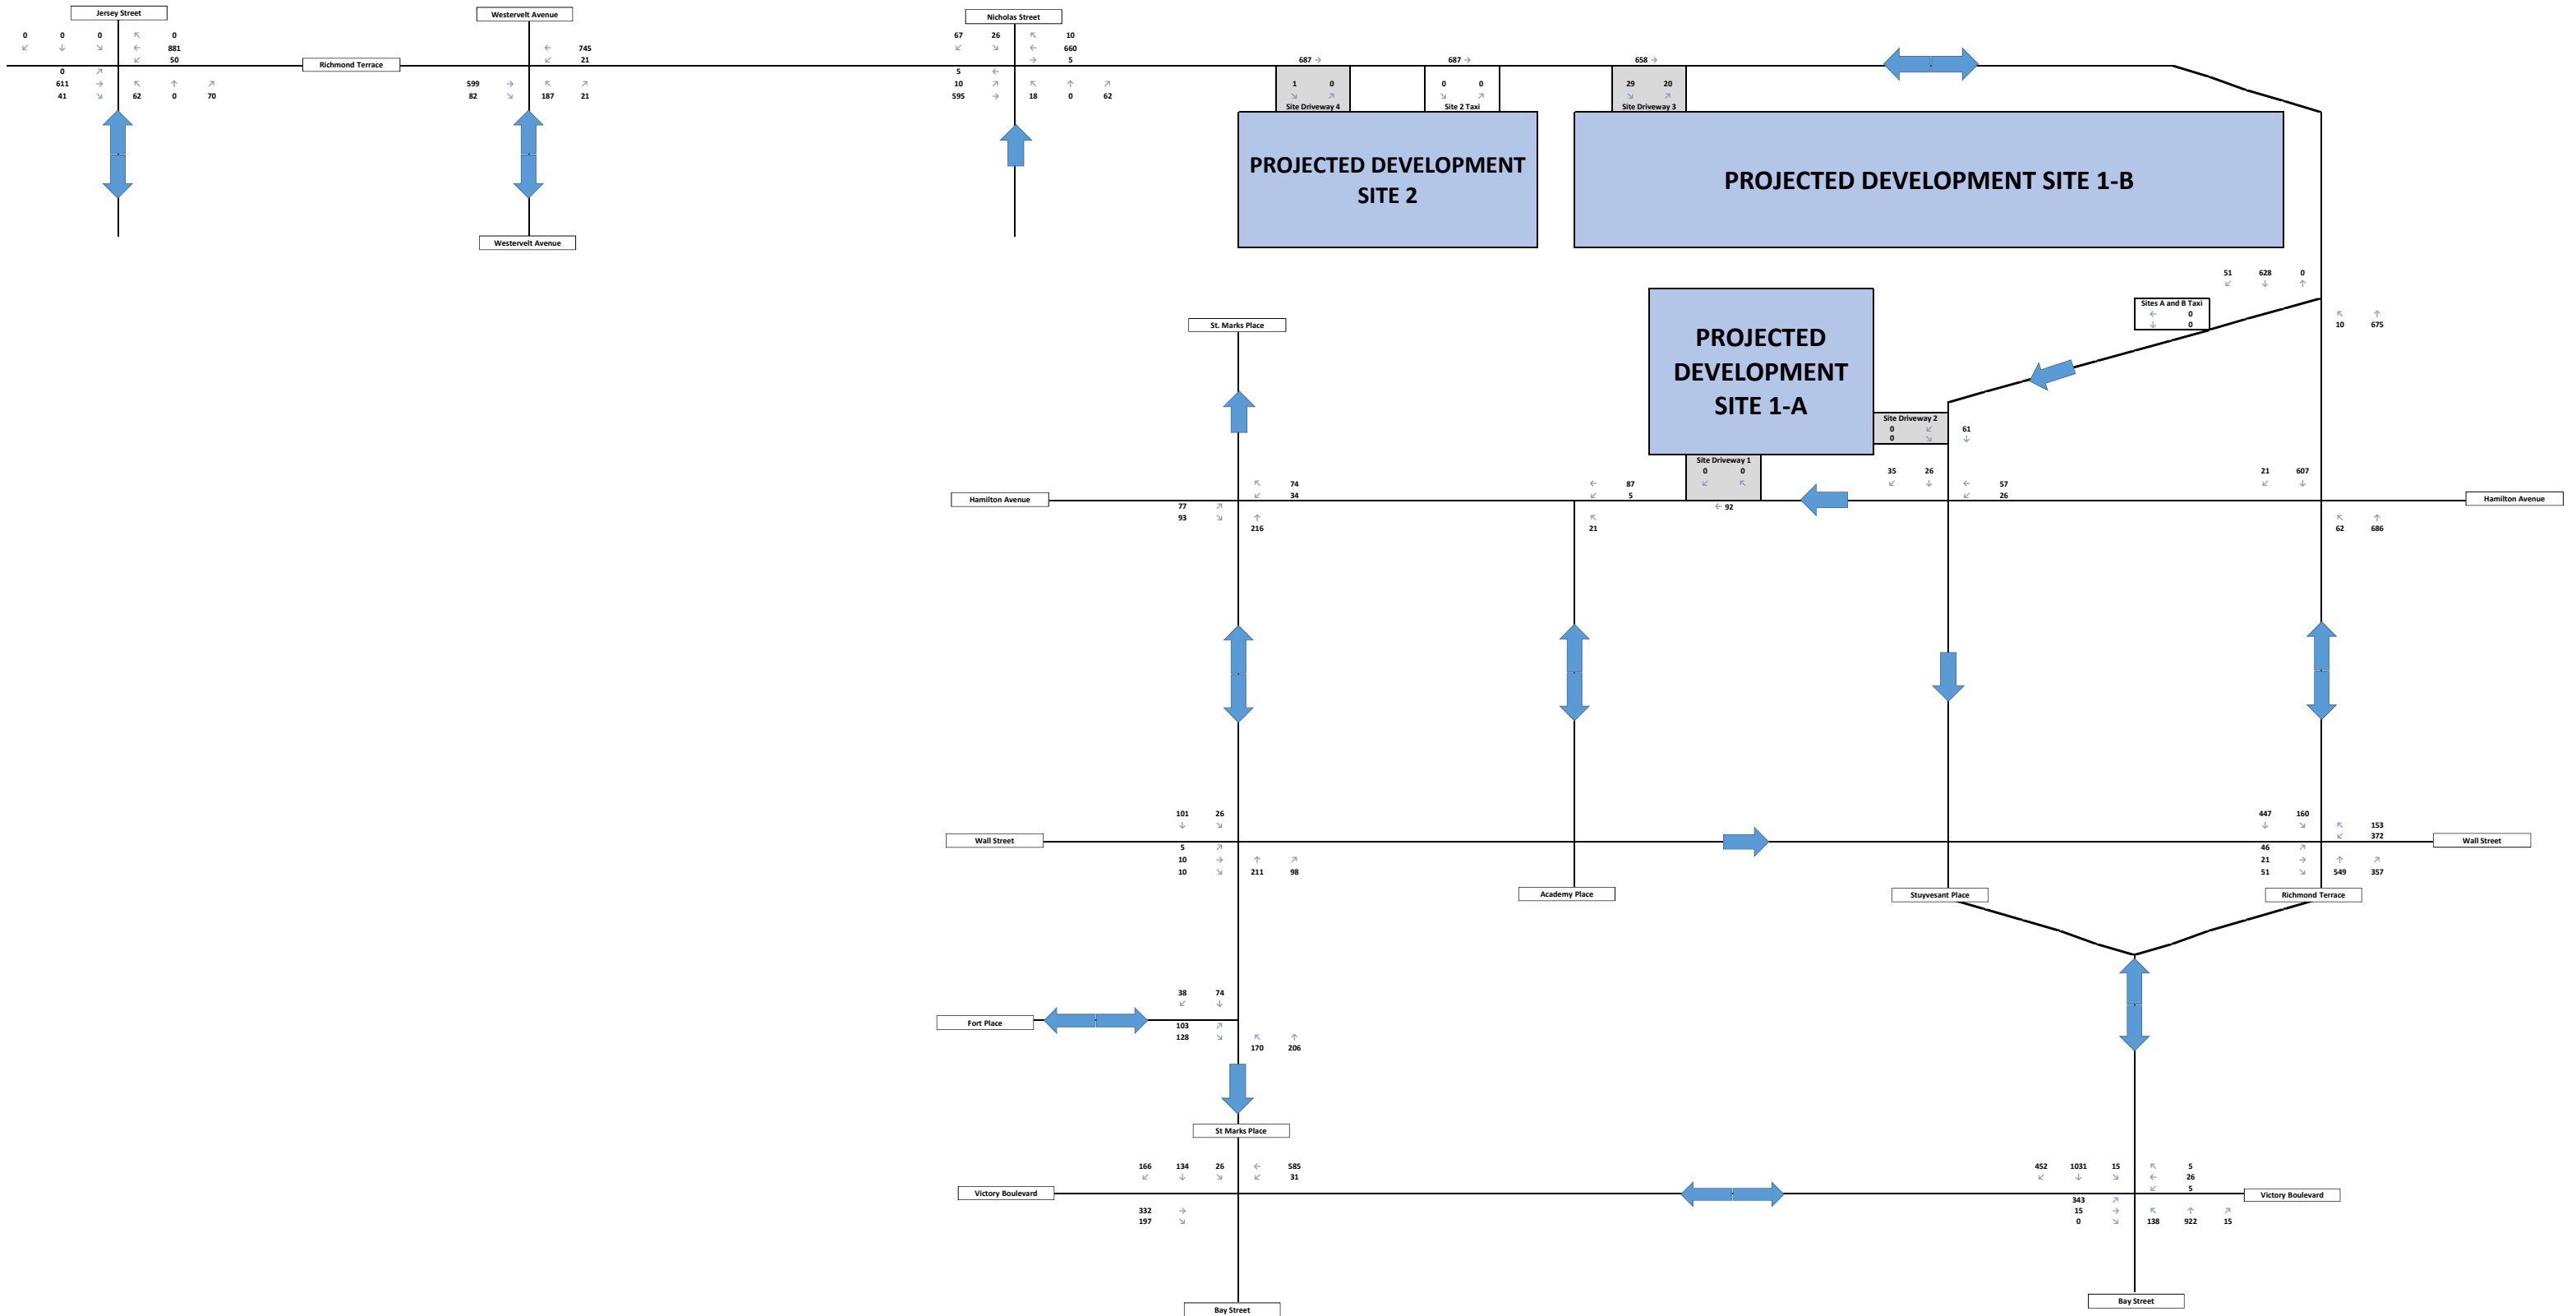 Jersey Street
Westervelt Avenue
Nicholas Street
0 0 0 ↖ 0
↙ ↓ ↘ ← 881
↙ 50
Richmond Terrace
0 ↗
611 → ↖ ↑ ↗
41 ↘ 62 0 70
← 745
↙ 21
599 → ↖ ↗
82 ↘ 187 21
Westervelt Avenue
67 26 ↖ 10
↙ ↘ ← 660
→ 5
5 ←
10 ↗ ↖ ↑ ↗
595 → 18 0 62
687 →
687 →
658 →
1 0
↘ ↗
Site Driveway 4
0 0
↘ ↗
Site 2 Taxi
29 20
↘ ↗
Site Driveway 3
PROJECTED DEVELOPMENT
SITE 2
PROJECTED DEVELOPMENT SITE 1-B
51 628 0
↙ ↓ ↑
Sites A and B Taxi
← 0
↓ 0
↖ ↑
10 675
St. Marks Place
PROJECTED
DEVELOPMENT
SITE 1-A
Site Driveway 2
0 ↙ 61
0 ↘ ↓
Site Driveway 1
0 0
↙ ↖
← 92
Hamilton Avenue
↖ 74
↙ 34
77 ↗
93 ↘ ↑
216
← 87
↙ 5
↖
21
35 26 ← 57
↙ ↓ ↙ 26
21 607
↙ ↓
↖ ↑
62 686
Hamilton Avenue
Wall Street
101 26
↓ ↘
5 ↗
10 → ↑ ↗
10 ↘ 211 98
447 160 ↖ 153
↓ ↘ ↙ 372
46 ↗
21 → ↑ ↗
51 ↘ 549 357
Wall Street
Academy Place
Stuyvesant Place
Richmond Terrace
Fort Place
38 74
↙ ↓
103 ↗
128 ↘ ↖ ↑
170 206
St Marks Place
Victory Boulevard
166 134 26 ← 585
↙ ↓ ↘ ↙ 31
332 →
197 ↘
452 1031 15 ↖ 5
↙ ↓ ↘ ← 26
↙ 5
343 ↗
15 → ↖ ↑ ↗
0 ↘ 138 922 15
Victory Boulevard
Bay Street
Bay Street